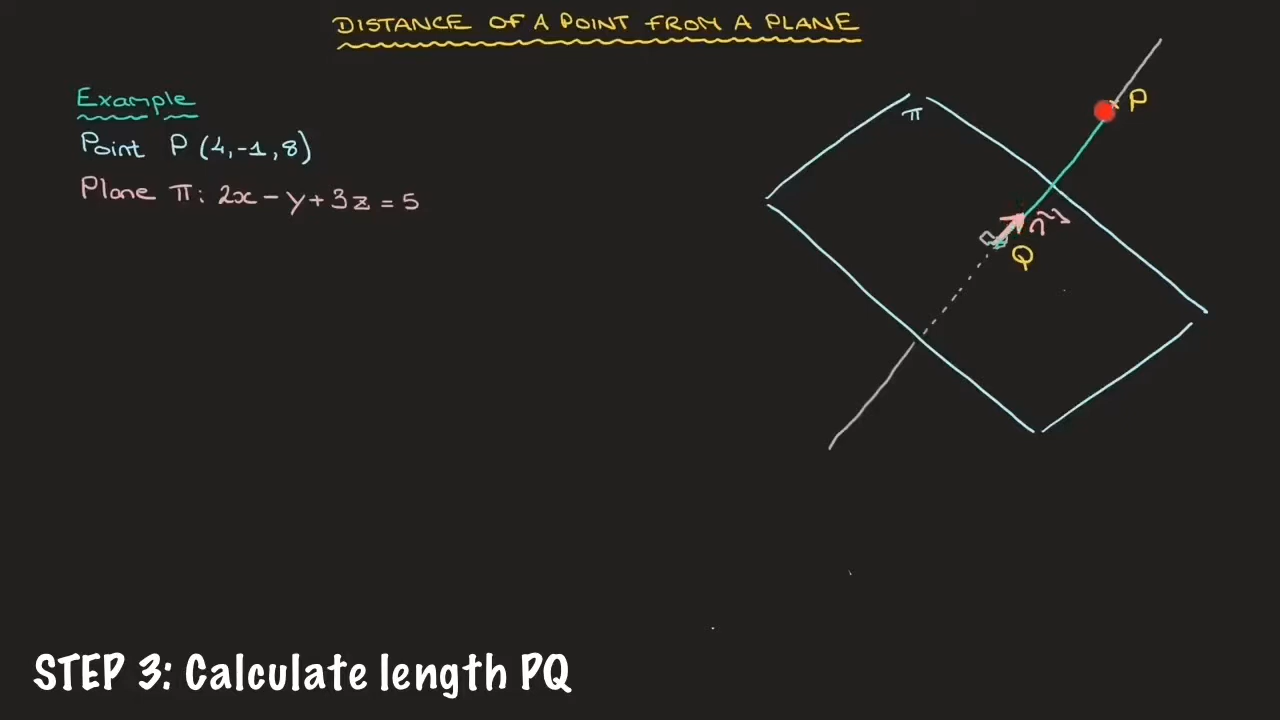 DISTANCE OF A POINT FROM A PLANE
Example
Point P (4,-1,8)
Plane π: 2x - y + 3z = 5
π
P
n
Q
STEP 3: Calculate length PQ